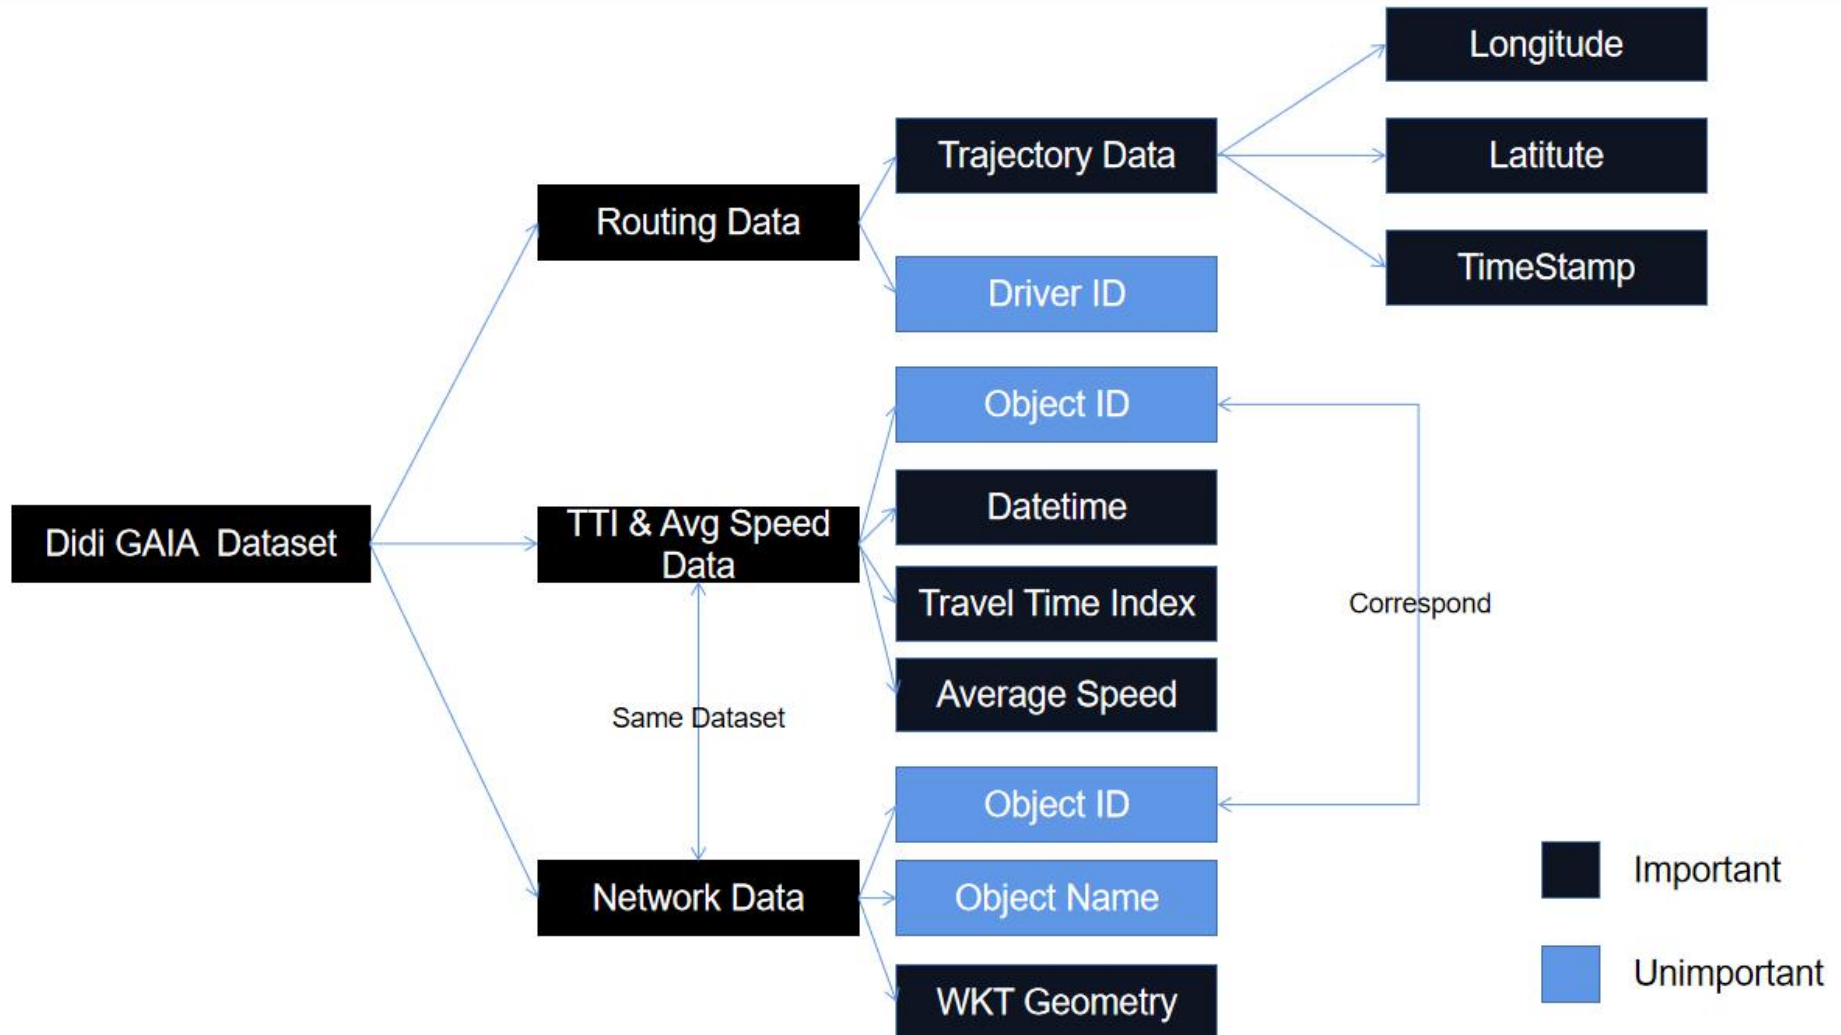 Didi GAIA  Dataset
Routing Data
TTI & Avg Speed
Data
Same Dataset
Network Data
Trajectory Data
Driver ID
Object ID
Datetime
Travel Time Index
Average Speed
Object ID
Object Name
WKT Geometry
Longitude
Latitute
TimeStamp
Correspond
Important
Unimportant